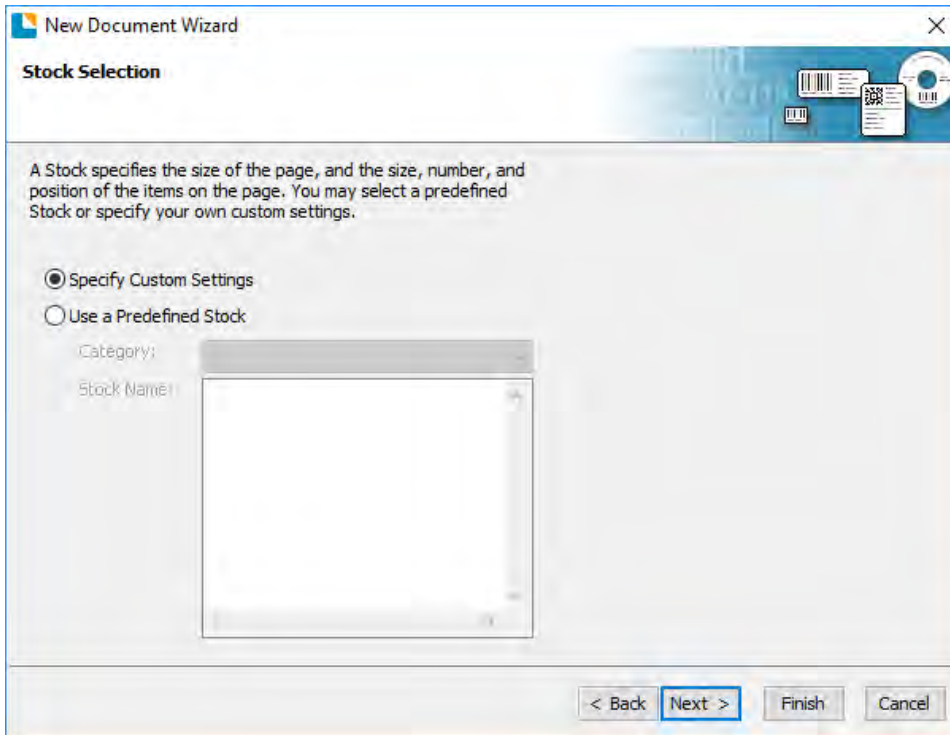 New Document Wizard
Stock Selection
A Stock specifies the size of the page, and the size, number, and
position of the items on the page. You may select a predefined
Stock or specify your own custom settings.
Specify Custom Settings
Use a Predefined Stock
Category:
Stock Name:
< Back Next > Finish Cancel